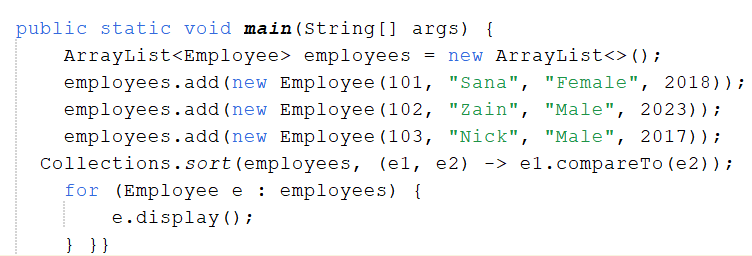 public static void main(String[] args) {
    ArrayList<Employee> employees = new ArrayList<>();
    employees.add(new Employee(101, "Sana", "Female", 2018));
    employees.add(new Employee(102, "Zain", "Male", 2023));
    employees.add(new Employee(103, "Nick", "Male", 2017));
  Collections.sort(employees, (e1, e2) -> e1.compareTo(e2));
    for (Employee e : employees) {
        e.display();
    } }}